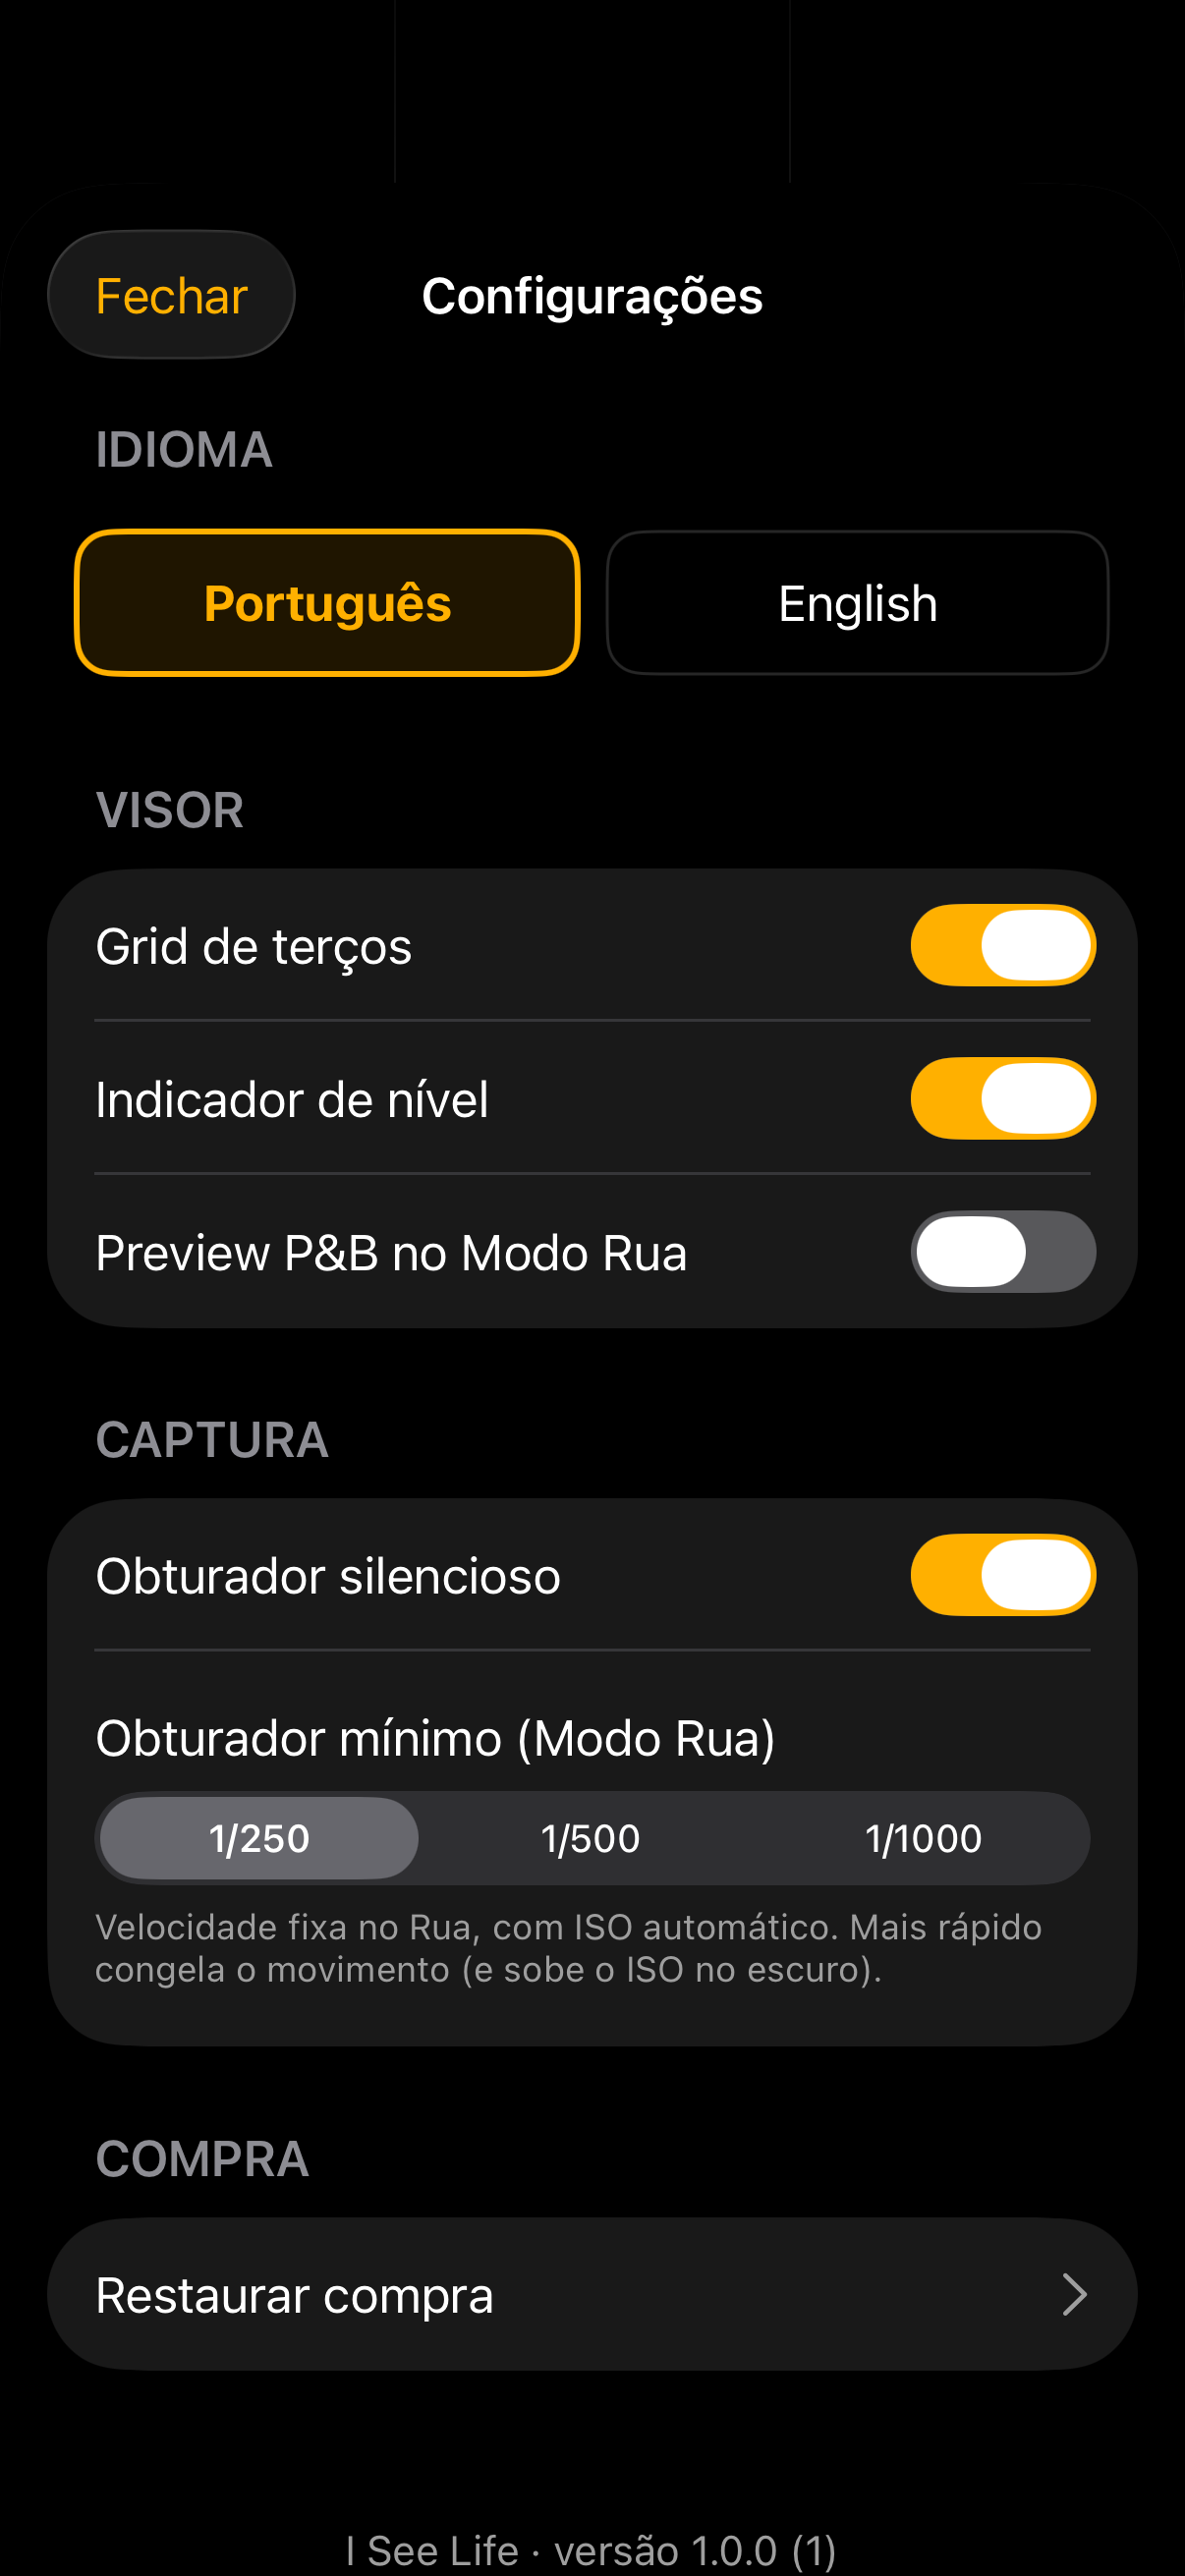 Fechar
Configurações
IDIOMA
Português
English
VISOR
Grid de terços
Indicador de nível
Preview P&B no Modo Rua
CAPTURA
Obturador silencioso
Obturador mínimo (Modo Rua)
1/250
1/500
1/1000
Velocidade fixa no Rua, com ISO automático. Mais rápido
congela o movimento (e sobe o ISO no escuro).
COMPRA
Restaurar compra
I See Life · versão 1.0.0 (1)